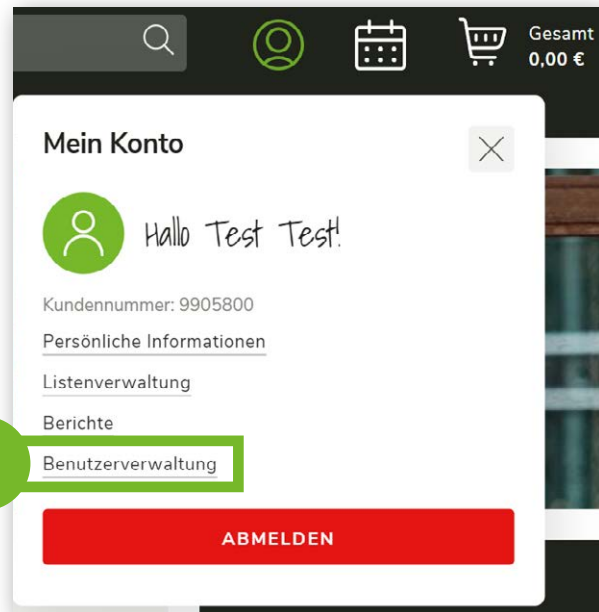 Gesamt
0,00 €
Mein Konto
Hallo Test Test!
Kundennummer: 9905800
Persönliche Informationen
Listenverwaltung
Berichte
Benutzerverwaltung
ABMELDEN